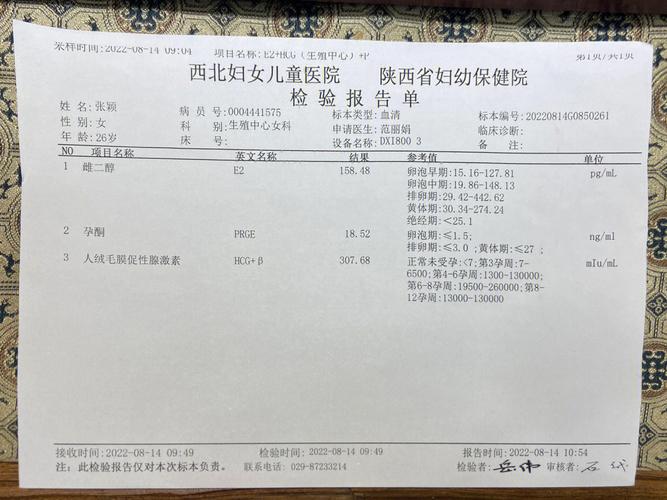 采样时间:2022-08-14 09:04 项目名称:E2+HCG（生殖中心）+P 第1页/共1页
西北妇女儿童医院 陕西省妇幼保健院
检验报告单
姓名:张颖 病员号:0004441575 标本类型:血清 标本编号:20220814G0850261
性别:女 科别:生殖中心女科 申请医生:范丽娟 临床诊断:
年龄:26岁 床号: 设备名称:DXI800 3 备注:
NO 项目名称 英文名称 结果 参考值 单位
1 雌二醇 E2 158.48 卵泡早期:15.16-127.81 pg/mL
卵泡中期:19.86-148.13
排卵期:29.42-442.62
黄体期:30.34-274.24
绝经期:<25.1
2 孕酮 PRGE 18.52 卵泡期:≤1.5; ng/ml
排卵期:≤3.0 ;黄体期:≤27 ;
3 人绒毛膜促性腺激素 HCG+β 307.68 正常未受孕:<7;第3孕周:7- mIu/mL
6500;第4-6孕周:1300-130000;
第6-8孕周:19500-260000;第8-
12孕周:13000-130000
接收时间:2022-08-14 09:49 检验时间:2022-08-14 09:49 报告时间:2022-08-14 10:54
注：此检验报告仅对本次标本负责。 联系电话:029-87233214 检验者: 审核者: